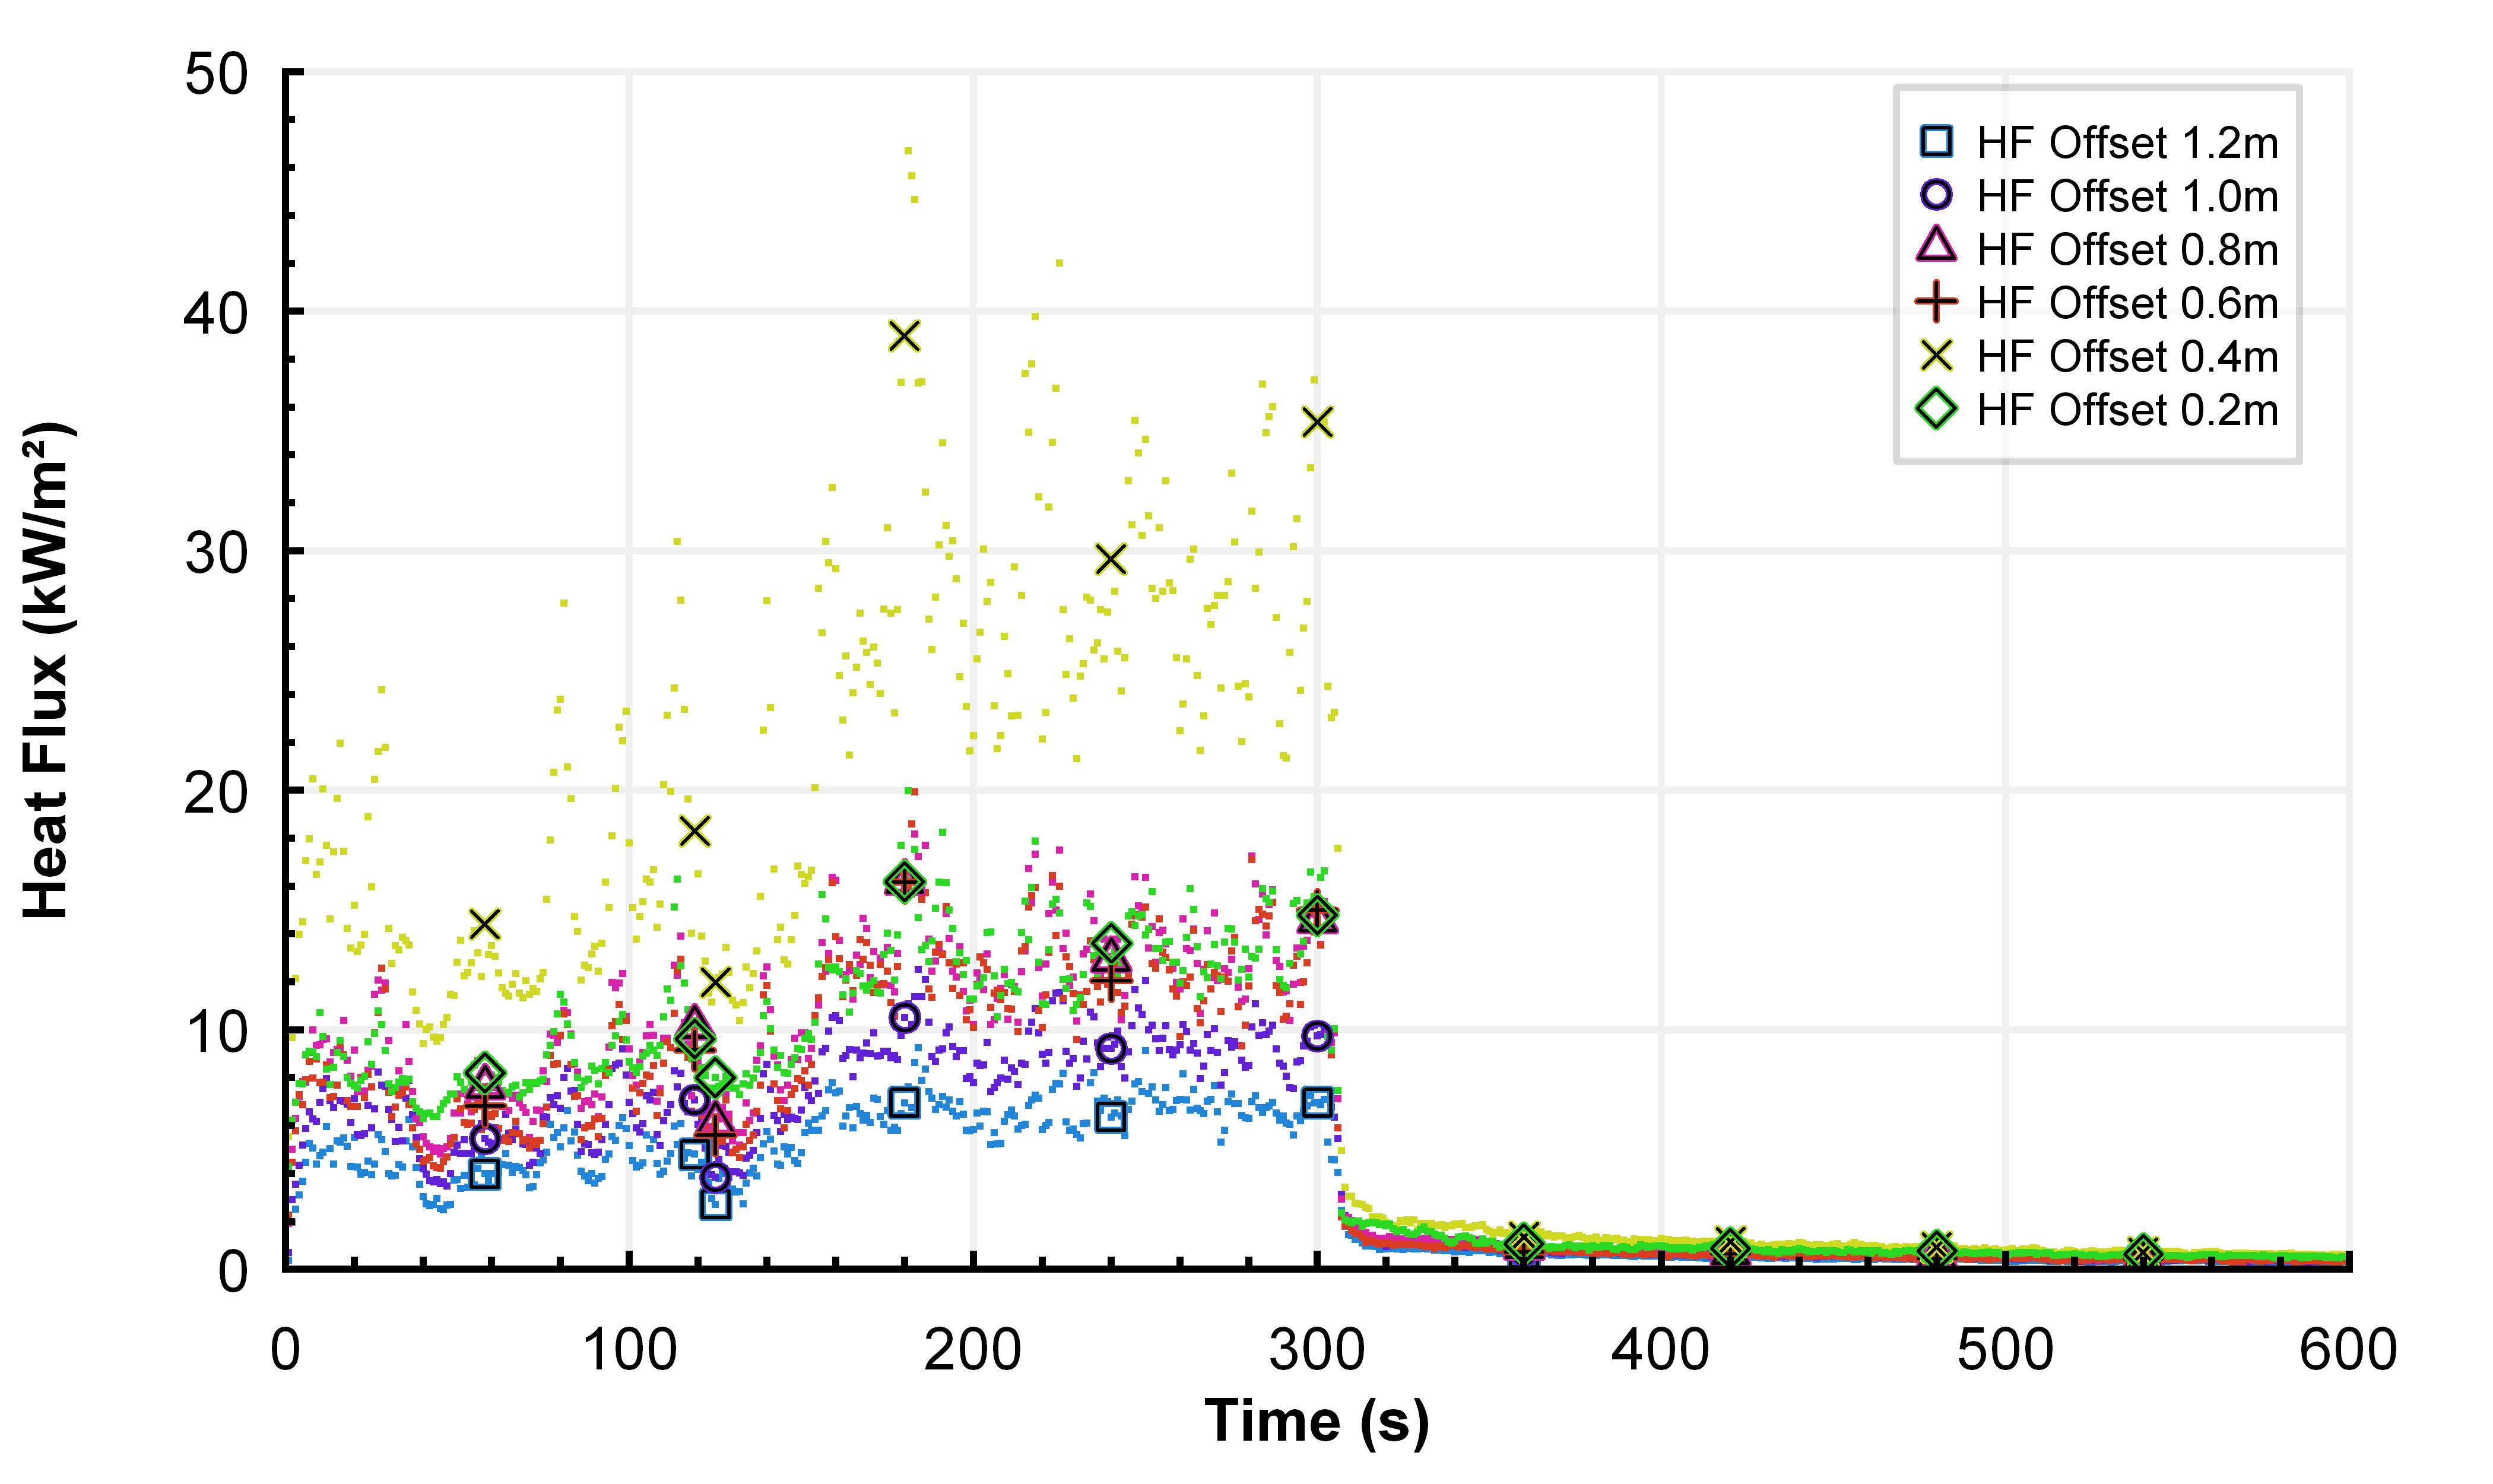 50
40
30
20
10
0
0 100 200 300 400 500 600
Heat Flux (kW/m²)
Time (s)
HF Offset 1.2m
HF Offset 1.0m
HF Offset 0.8m
HF Offset 0.6m
HF Offset 0.4m
HF Offset 0.2m